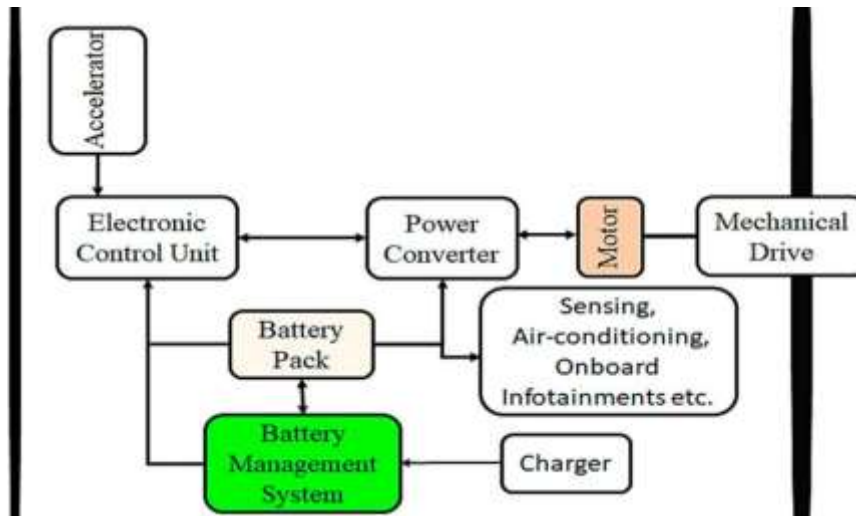 Accelerator
Electronic
Control Unit
Power
Converter
Motor
Mechanical
Drive
Battery
Pack
Sensing,
Air-conditioning,
Onboard
Infotainments etc.
Battery
Management
System
Charger